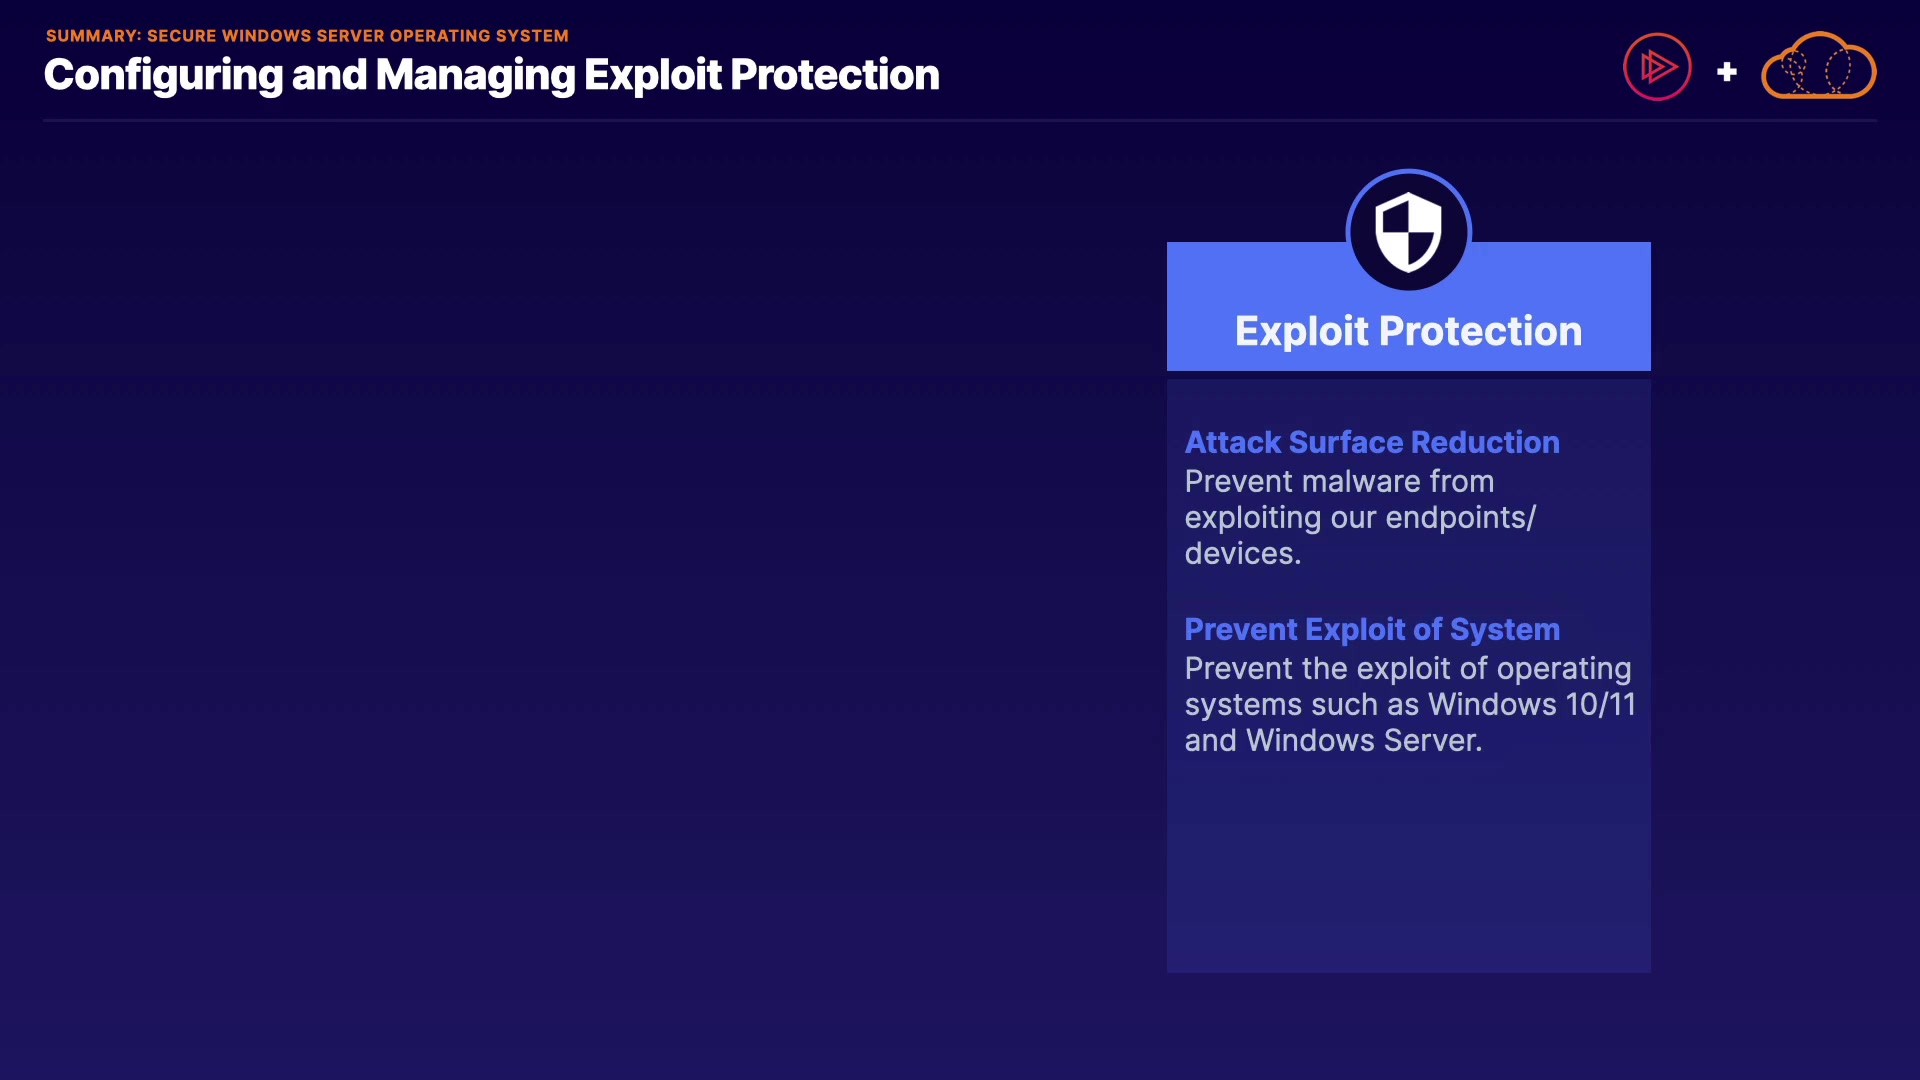 SUMMARY: SECURE WINDOWS SERVER OPERATING SYSTEM
Configuring and Managing Exploit Protection
Exploit Protection
Attack Surface Reduction
Prevent malware from
exploiting our endpoints/
devices.
Prevent Exploit of System
Prevent the exploit of operating
systems such as Windows 10/11
and Windows Server.